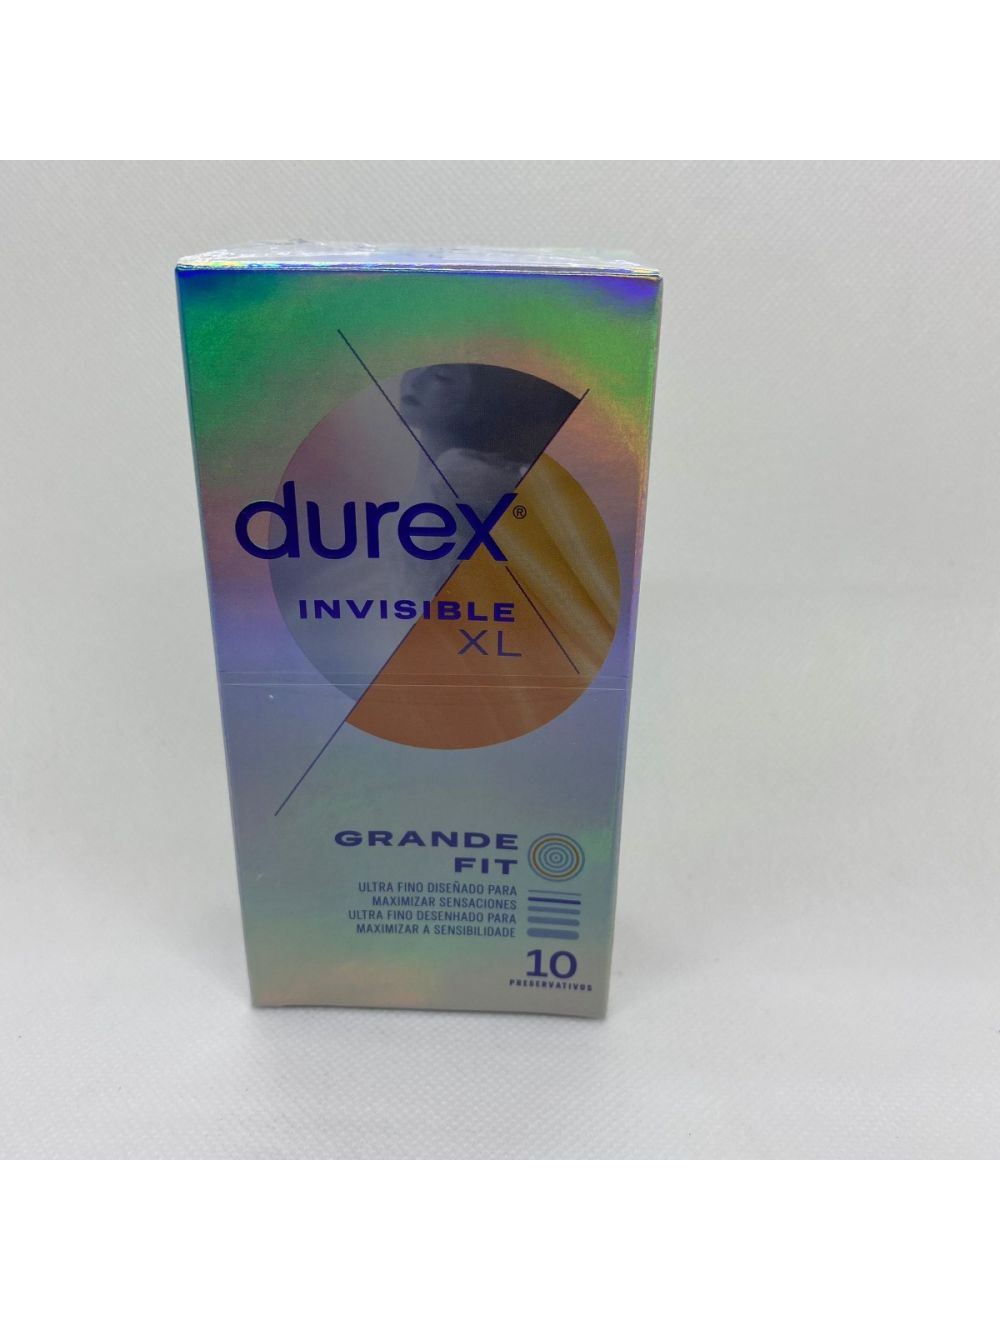 durex®
INVISIBLE
XL
GRANDE
FIT
ULTRA FINO DISEÑADO PARA
MAXIMIZAR SENSACIONES
ULTRA FINO DESENHADO PARA
MAXIMIZAR A SENSIBILIDADE
10
PRESERVATIVOS